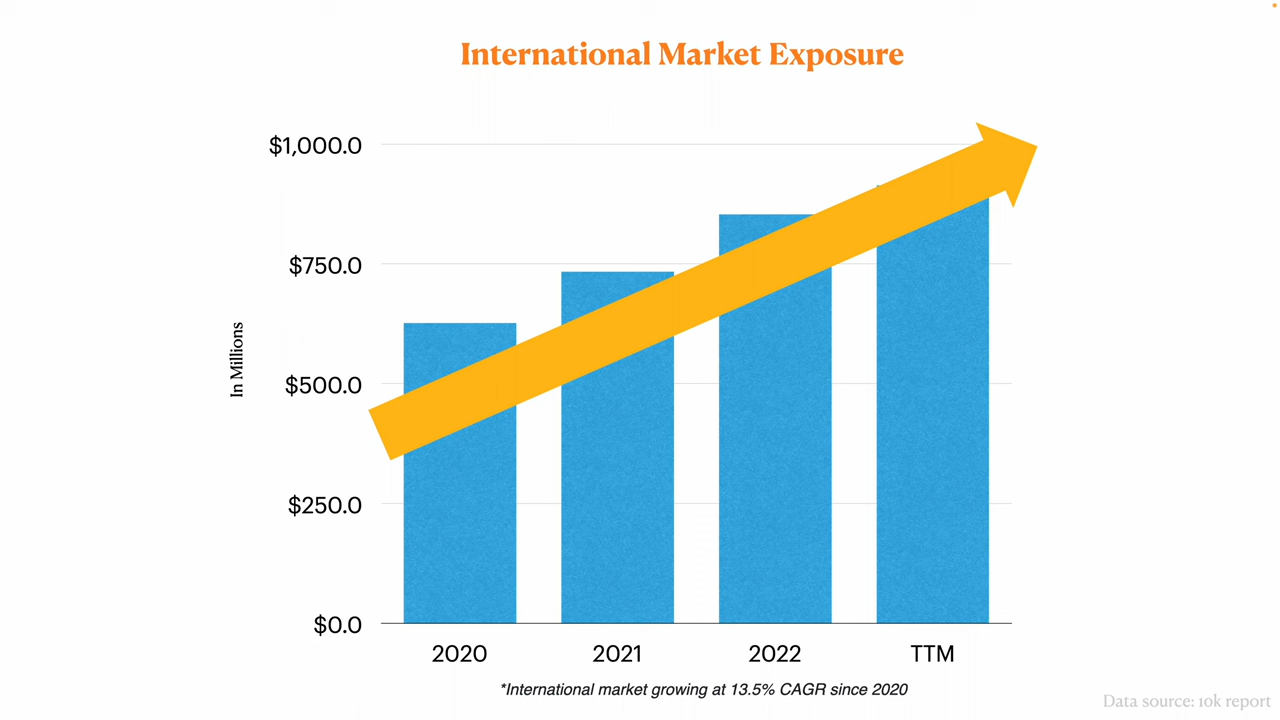 International Market Exposure
$1,000.0
$750.0
$500.0
$250.0
$0.0
In Millions
2020 2021 2022 TTM
*International market growing at 13.5% CAGR since 2020
Data source: 10k report